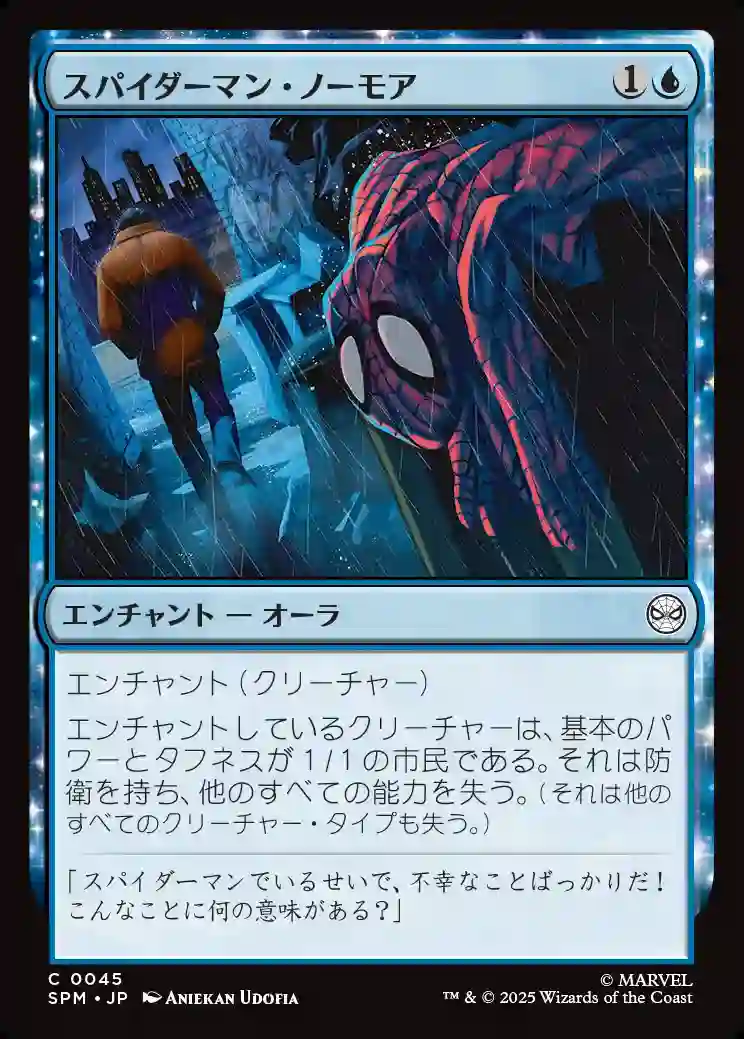 スパイダーマン・ノーモア
1
エンチャント — オーラ
エンチャント（クリーチャー）
エンチャントしているクリーチャーは、基本のパ
ワーとタフネスが1/1の市民である。それは防
衛を持ち、他のすべての能力を失う。（それは他の
すべてのクリーチャー・タイプも失う。）
「スパイダーマンでいるせいで、不幸なことばっかりだ！
こんなことに何の意味がある？」
C 0045
SPM • JP ANIEKAN UDOFIA
© MARVEL
™ & © 2025 Wizards of the Coast